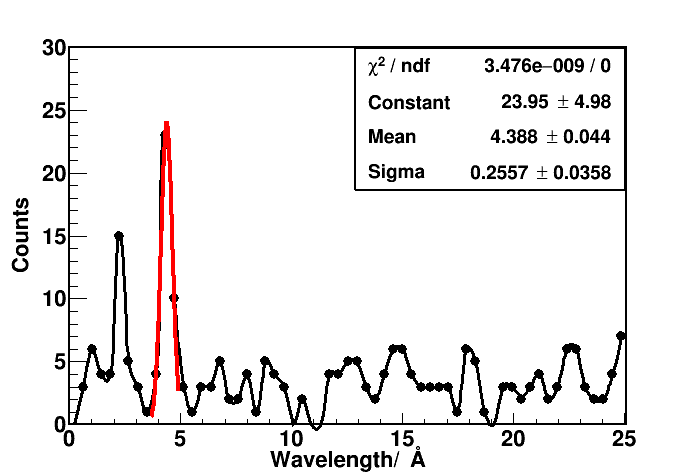 30
25
20
15
10
5
0
Counts
χ² / ndf 3.476e−009 / 0
Constant 23.95 ± 4.98
Mean 4.388 ± 0.044
Sigma 0.2557 ± 0.0358
0 5 10 15 20 25
Wavelength/ Å